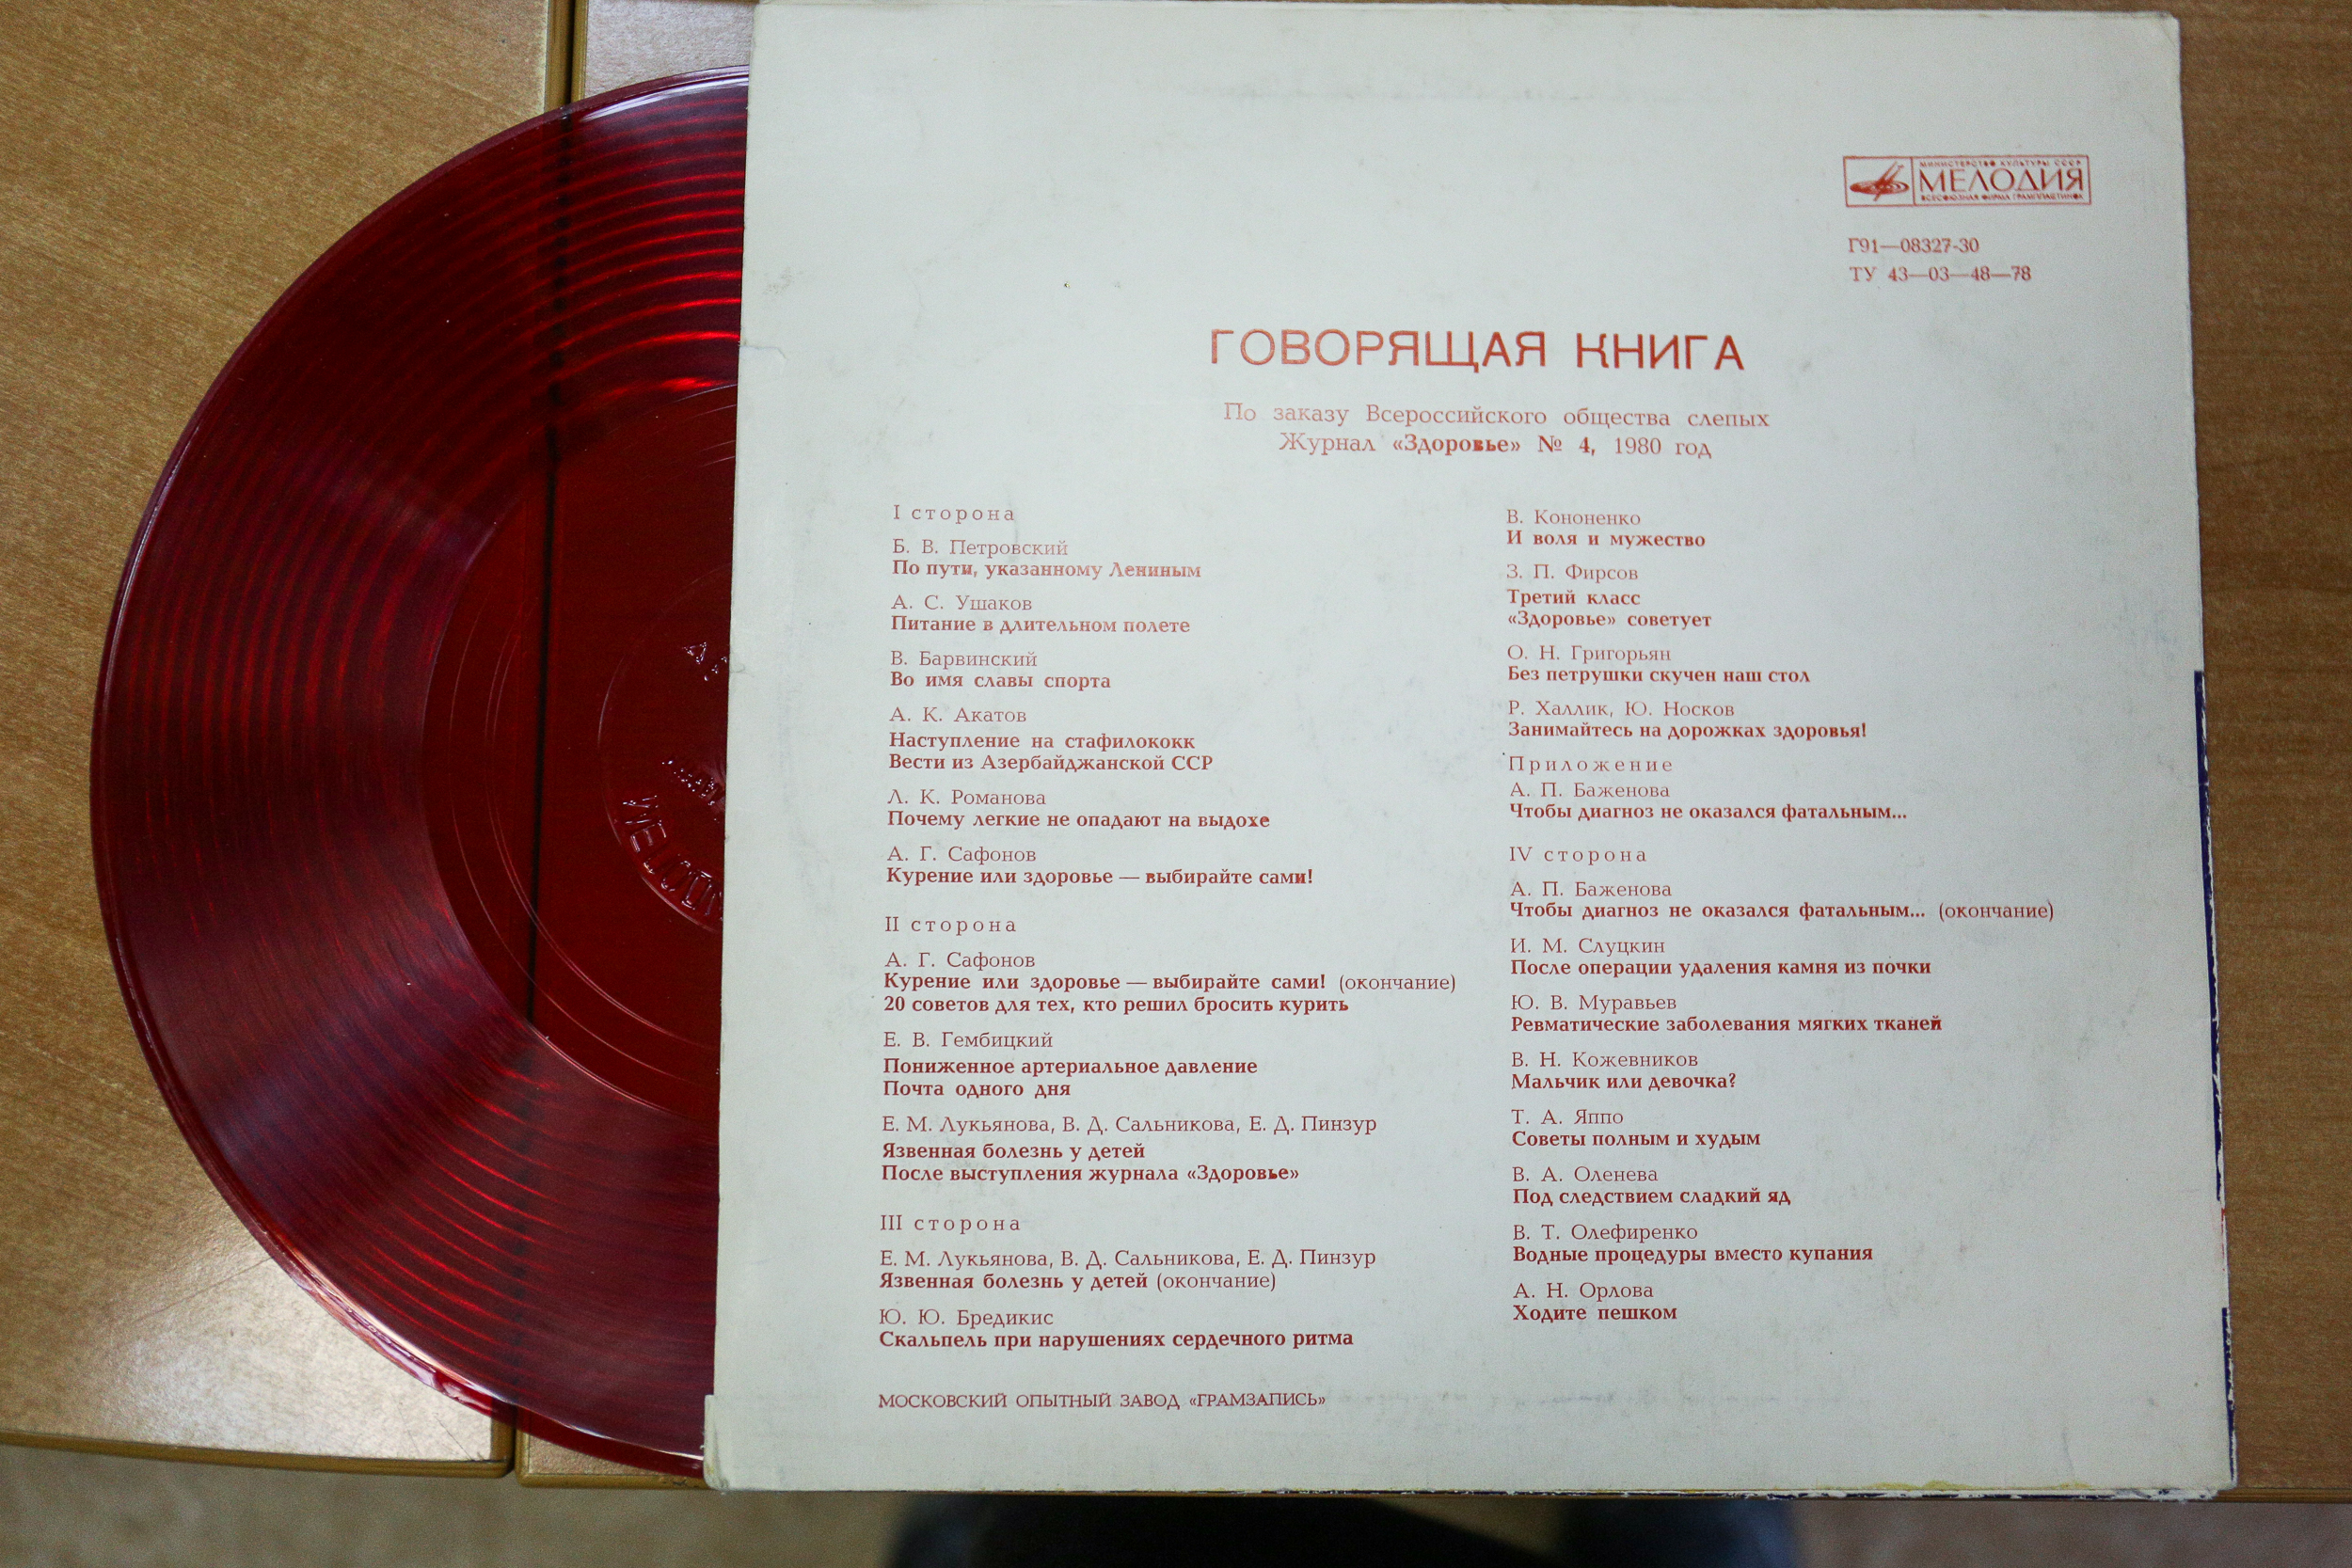 МИНИСТЕРСТВО КУЛЬТУРЫ СССР
МЕЛОДИЯ
ВСЕСОЮЗНАЯ ФИРМА ГРАМПЛАСТИНОК
Г91—08327-30
ТУ 43—03—48—78
ГОВОРЯЩАЯ КНИГА
По заказу Всероссийского общества слепых
Журнал «Здоровье» № 4, 1980 год
I сторона
Б. В. Петровский
По пути, указанному Лениным
А. С. Ушаков
Питание в длительном полете
В. Барвинский
Во имя славы спорта
А. К. Акатов
Наступление на стафилококк
Вести из Азербайджанской ССР
Л. К. Романова
Почему легкие не опадают на выдохе
А. Г. Сафонов
Курение или здоровье — выбирайте сами!
II сторона
А. Г. Сафонов
Курение или здоровье — выбирайте сами! (окончание)
20 советов для тех, кто решил бросить курить
Е. В. Гембицкий
Пониженное артериальное давление
Почта одного дня
Е. М. Лукьянова, В. Д. Сальникова, Е. Д. Пинзур
Язвенная болезнь у детей
После выступления журнала «Здоровье»
III сторона
Е. М. Лукьянова, В. Д. Сальникова, Е. Д. Пинзур
Язвенная болезнь у детей (окончание)
Ю. Ю. Бредикис
Скальпель при нарушениях сердечного ритма
В. Кононенко
И воля и мужество
З. П. Фирсов
Третий класс
«Здоровье» советует
О. Н. Григорьян
Без петрушки скучен наш стол
Р. Халлик, Ю. Носков
Занимайтесь на дорожках здоровья!
Приложение
А. П. Баженова
Чтобы диагноз не оказался фатальным...
IV сторона
А. П. Баженова
Чтобы диагноз не оказался фатальным... (окончание)
И. М. Слуцкин
После операции удаления камня из почки
Ю. В. Муравьев
Ревматические заболевания мягких тканей
В. Н. Кожевников
Мальчик или девочка?
Т. А. Яппо
Советы полным и худым
В. А. Оленева
Под следствием сладкий яд
В. Т. Олефиренко
Водные процедуры вместо купания
А. Н. Орлова
Ходите пешком
МОСКОВСКИЙ ОПЫТНЫЙ ЗАВОД «ГРАМЗАПИСЬ»